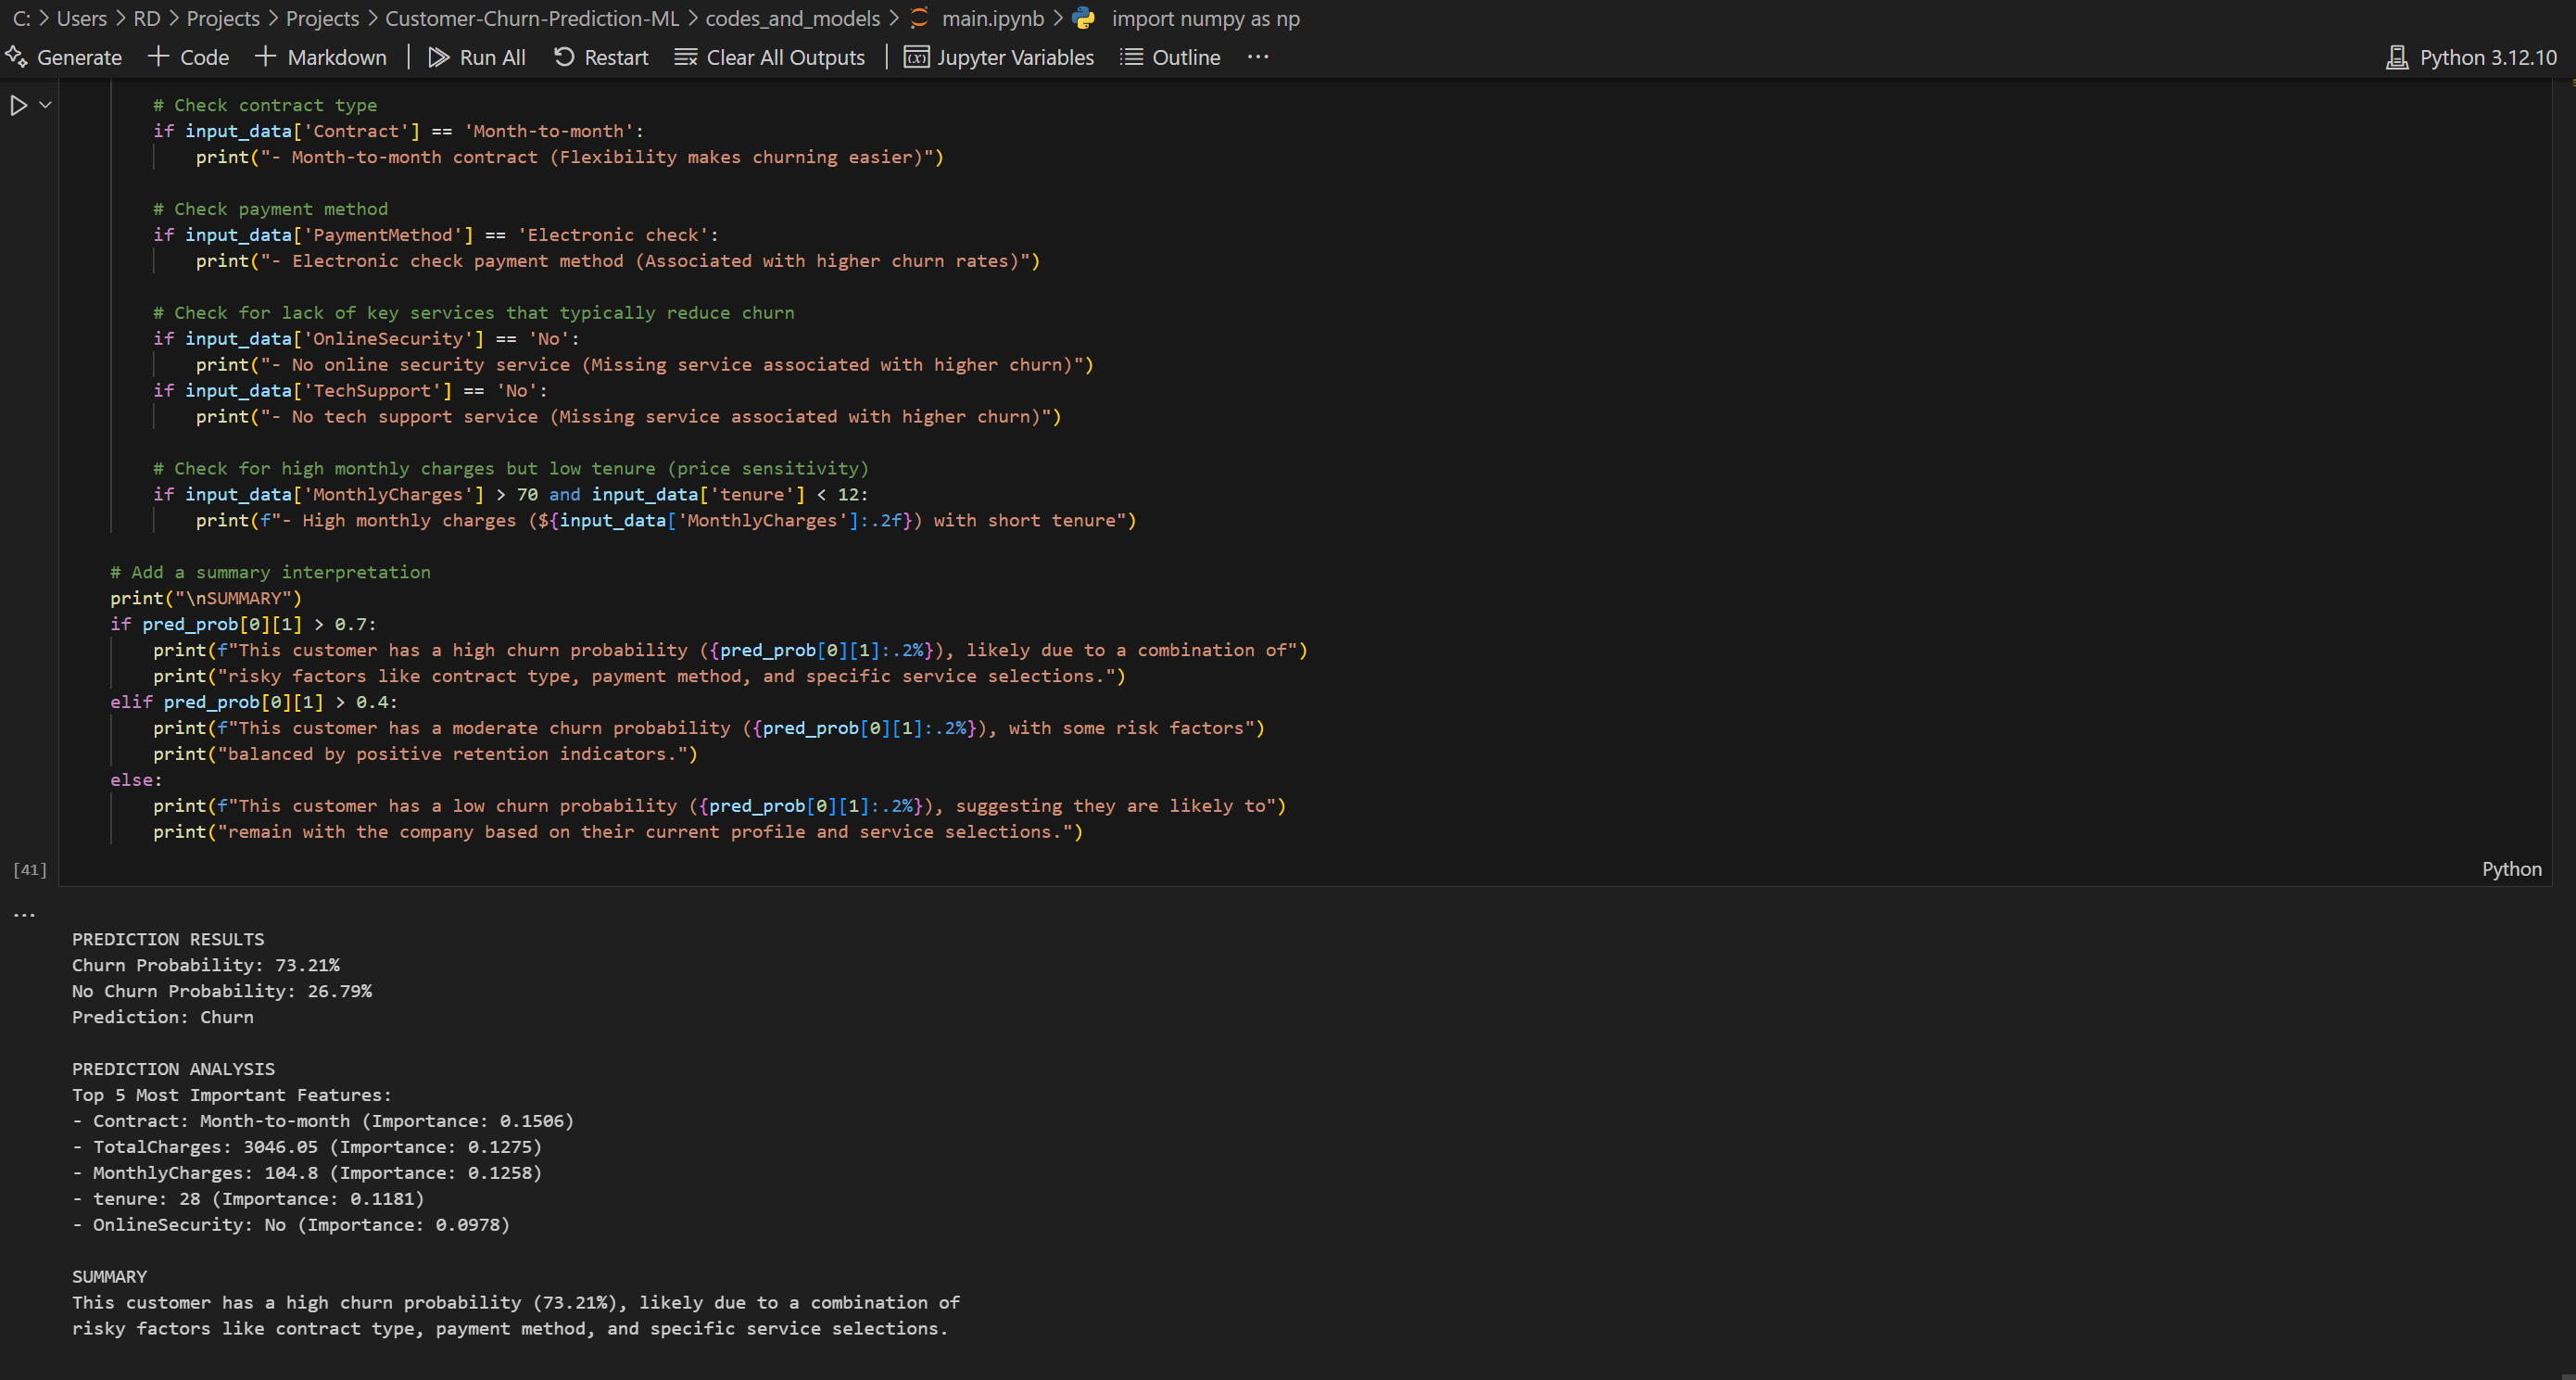 C: > Users > RD > Projects > Projects > Customer-Churn-Prediction-ML > codes_and_models > main.ipynb > import numpy as np
Generate + Code + Markdown | Run All Restart Clear All Outputs | Jupyter Variables Outline ··· Python 3.12.10
# Check contract type
if input_data['Contract'] == 'Month-to-month':
print("- Month-to-month contract (Flexibility makes churning easier)")
# Check payment method
if input_data['PaymentMethod'] == 'Electronic check':
print("- Electronic check payment method (Associated with higher churn rates)")
# Check for lack of key services that typically reduce churn
if input_data['OnlineSecurity'] == 'No':
print("- No online security service (Missing service associated with higher churn)")
if input_data['TechSupport'] == 'No':
print("- No tech support service (Missing service associated with higher churn)")
# Check for high monthly charges but low tenure (price sensitivity)
if input_data['MonthlyCharges'] > 70 and input_data['tenure'] < 12:
print(f"- High monthly charges (${input_data['MonthlyCharges']:.2f}) with short tenure")
# Add a summary interpretation
print("\nSUMMARY")
if pred_prob[0][1] > 0.7:
print(f"This customer has a high churn probability ({pred_prob[0][1]:.2%}), likely due to a combination of")
print("risky factors like contract type, payment method, and specific service selections.")
elif pred_prob[0][1] > 0.4:
print(f"This customer has a moderate churn probability ({pred_prob[0][1]:.2%}), with some risk factors")
print("balanced by positive retention indicators.")
else:
print(f"This customer has a low churn probability ({pred_prob[0][1]:.2%}), suggesting they are likely to")
print("remain with the company based on their current profile and service selections.")
[41] Python
···
PREDICTION RESULTS
Churn Probability: 73.21%
No Churn Probability: 26.79%
Prediction: Churn
PREDICTION ANALYSIS
Top 5 Most Important Features:
- Contract: Month-to-month (Importance: 0.1506)
- TotalCharges: 3046.05 (Importance: 0.1275)
- MonthlyCharges: 104.8 (Importance: 0.1258)
- tenure: 28 (Importance: 0.1181)
- OnlineSecurity: No (Importance: 0.0978)
SUMMARY
This customer has a high churn probability (73.21%), likely due to a combination of
risky factors like contract type, payment method, and specific service selections.